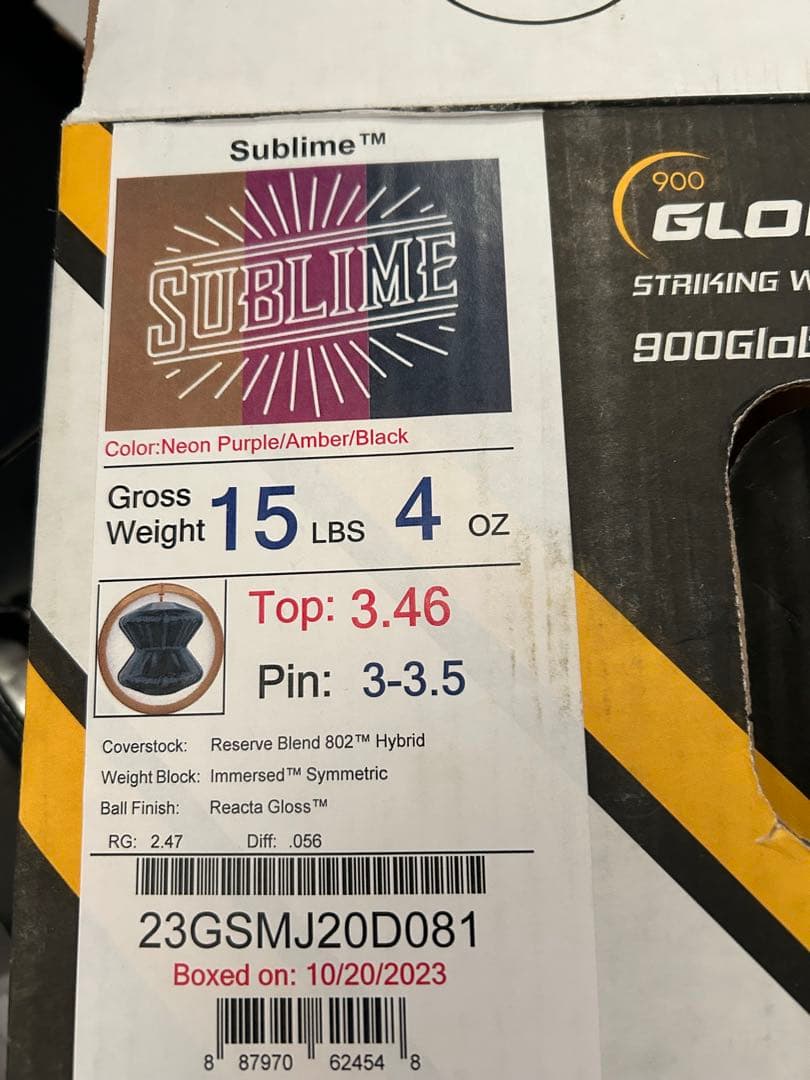 Sublime™
SUBLIME
Color:Neon Purple/Amber/Black
Gross Weight 15 LBS 4 OZ
Top: 3.46
Pin: 3-3.5
Coverstock: Reserve Blend 802™ Hybrid
Weight Block: Immersed™ Symmetric
Ball Finish: Reacta Gloss™
RG: 2.47 Diff: .056
23GSMJ20D081
Boxed on: 10/20/2023
8 87970 62454 8
900
GLO
STRIKING W
900Glob